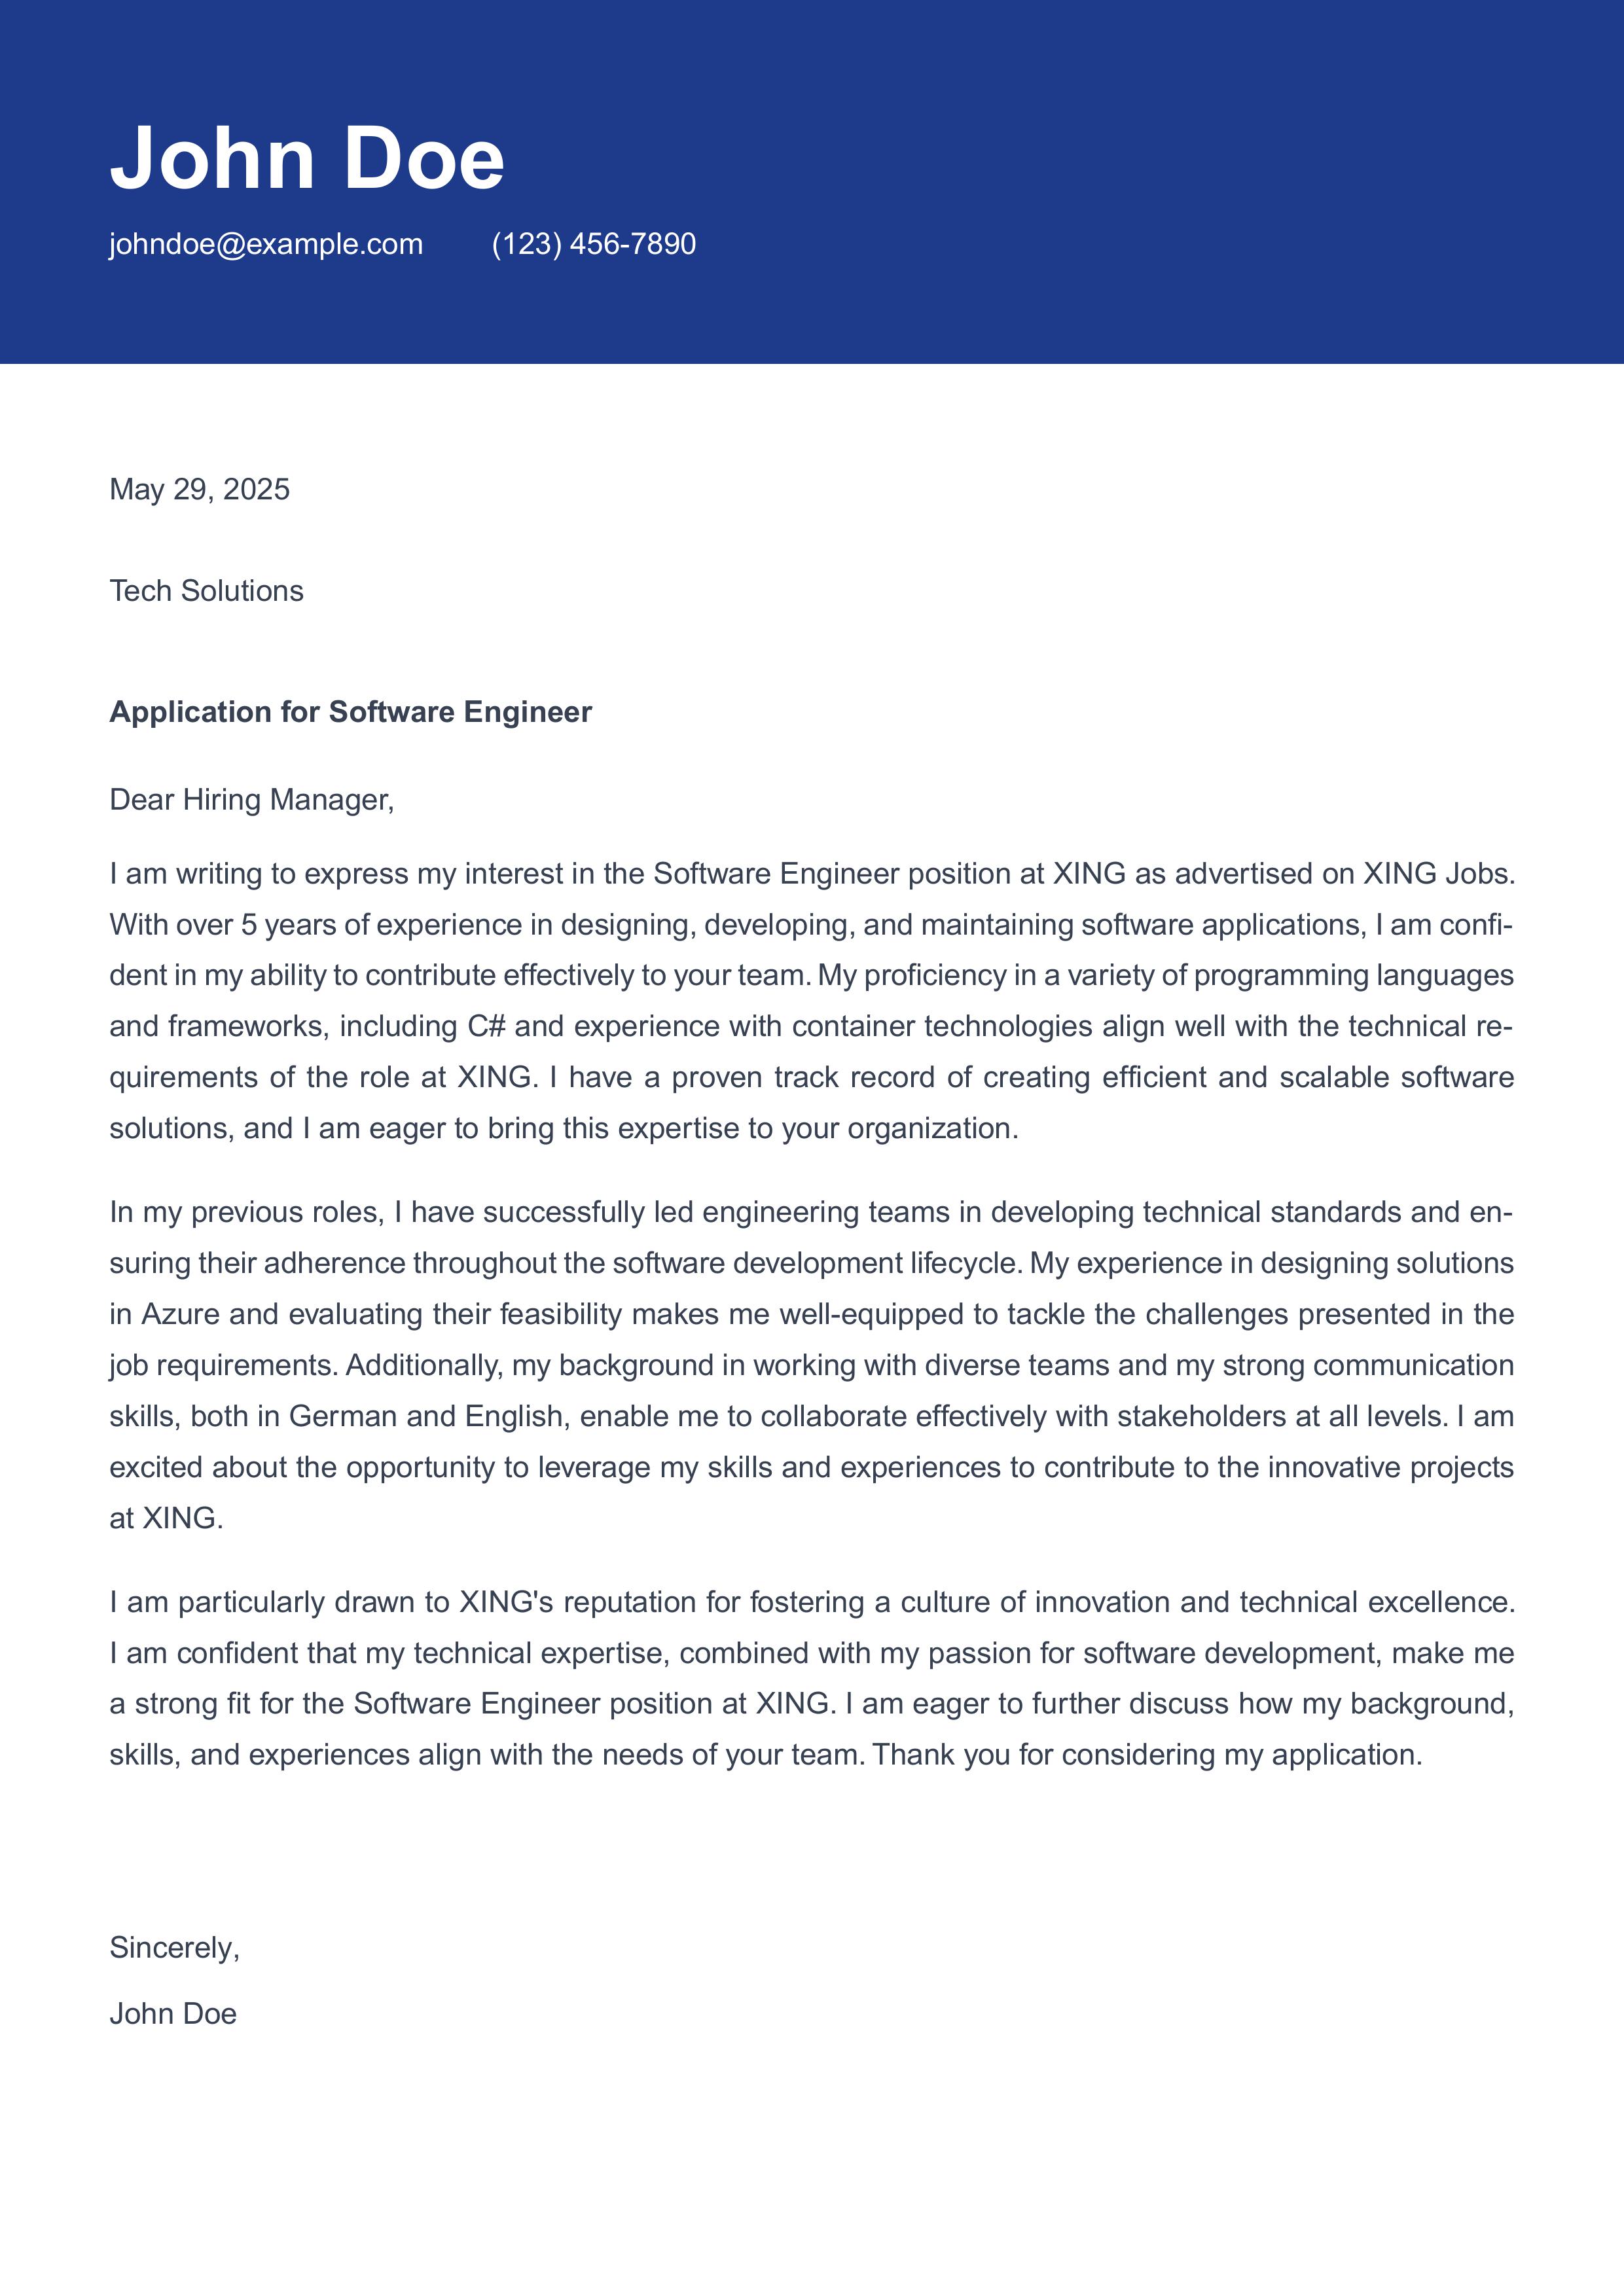 John Doe
johndoe@example.com (123) 456-7890
May 29, 2025
Tech Solutions
Application for Software Engineer
Dear Hiring Manager,
I am writing to express my interest in the Software Engineer position at XING as advertised on XING Jobs.
With over 5 years of experience in designing, developing, and maintaining software applications, I am confi-
dent in my ability to contribute effectively to your team. My proficiency in a variety of programming languages
and frameworks, including C# and experience with container technologies align well with the technical re-
quirements of the role at XING. I have a proven track record of creating efficient and scalable software
solutions, and I am eager to bring this expertise to your organization.
In my previous roles, I have successfully led engineering teams in developing technical standards and en-
suring their adherence throughout the software development lifecycle. My experience in designing solutions
in Azure and evaluating their feasibility makes me well-equipped to tackle the challenges presented in the
job requirements. Additionally, my background in working with diverse teams and my strong communication
skills, both in German and English, enable me to collaborate effectively with stakeholders at all levels. I am
excited about the opportunity to leverage my skills and experiences to contribute to the innovative projects
at XING.
I am particularly drawn to XING's reputation for fostering a culture of innovation and technical excellence.
I am confident that my technical expertise, combined with my passion for software development, make me
a strong fit for the Software Engineer position at XING. I am eager to further discuss how my background,
skills, and experiences align with the needs of your team. Thank you for considering my application.
Sincerely,
John Doe